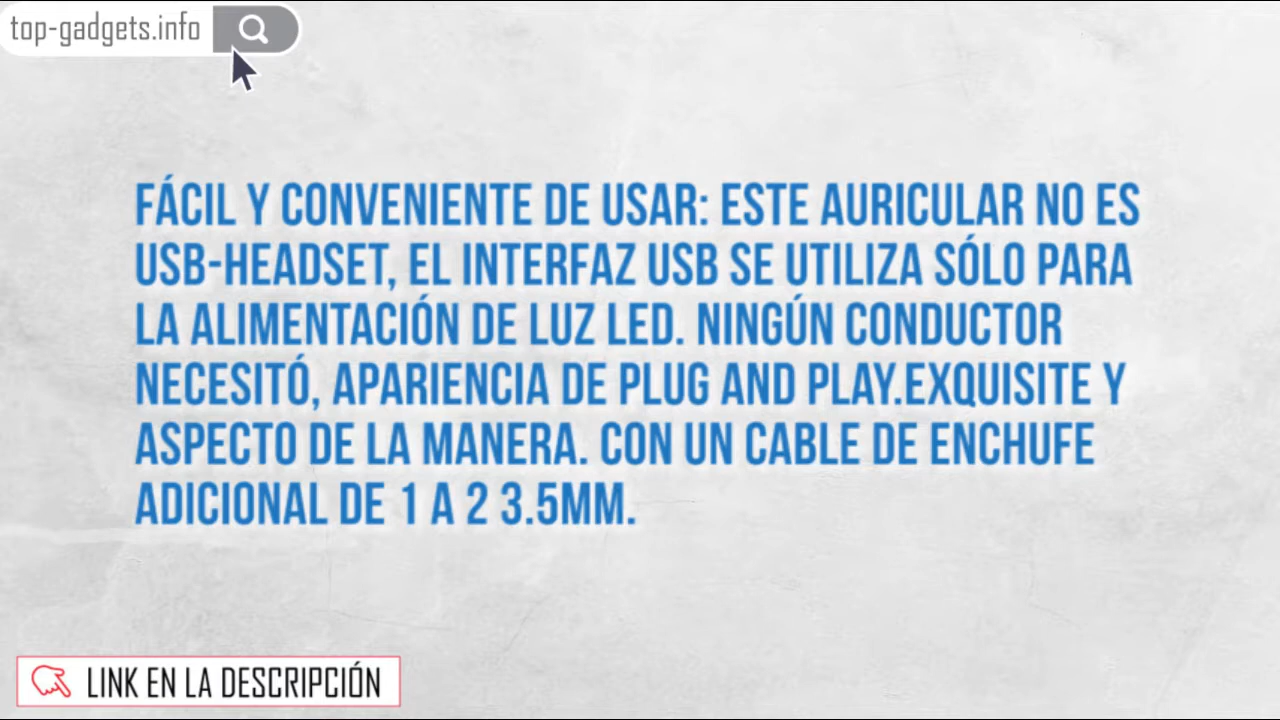 top-gadgets.info
FÁCIL Y CONVENIENTE DE USAR: ESTE AURICULAR NO ES
USB-HEADSET, EL INTERFAZ USB SE UTILIZA SÓLO PARA
LA ALIMENTACIÓN DE LUZ LED. NINGÚN CONDUCTOR
NECESITÓ, APARIENCIA DE PLUG AND PLAY.EXQUISITE Y
ASPECTO DE LA MANERA. CON UN CABLE DE ENCHUFE
ADICIONAL DE 1 A 2 3.5MM.
LINK EN LA DESCRIPCIÓN